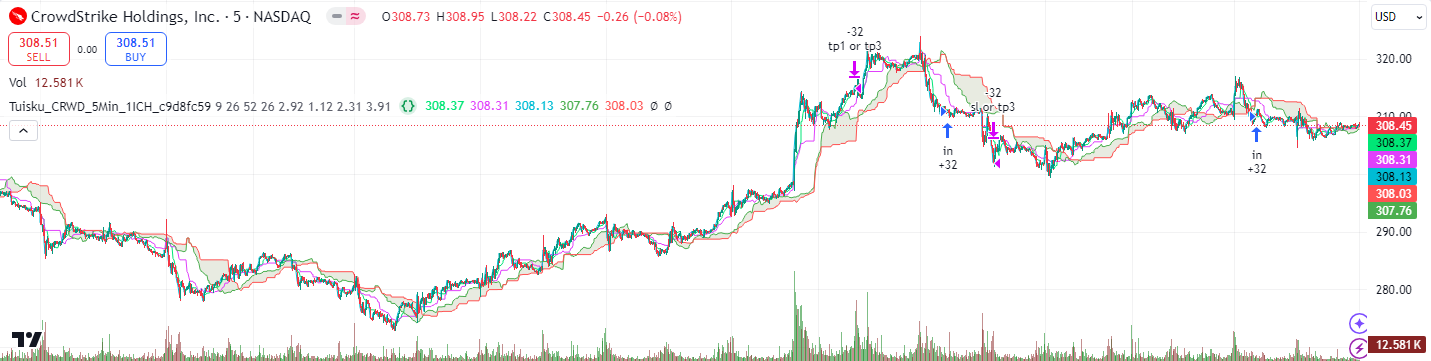 CrowdStrike Holdings, Inc. · 5 · NASDAQ O308.73 H308.95 L308.22 C308.45 −0.26 (−0.08%)
USD
308.51 SELL
0.00
308.51 BUY
Vol 12.581 K
Tuisku_CRWD_5Min_1ICH_c9d8fc59 9 26 52 26 2.92 1.12 2.31 3.91 {} 308.37 308.31 308.13 307.76 308.03 Ø Ø
-32
tp1 or tp3
-32
sl or tp3
in
+32
in
+32
320.00
310.00
308.45
308.37
308.31
308.13
308.03
307.76
290.00
280.00
12.581 K